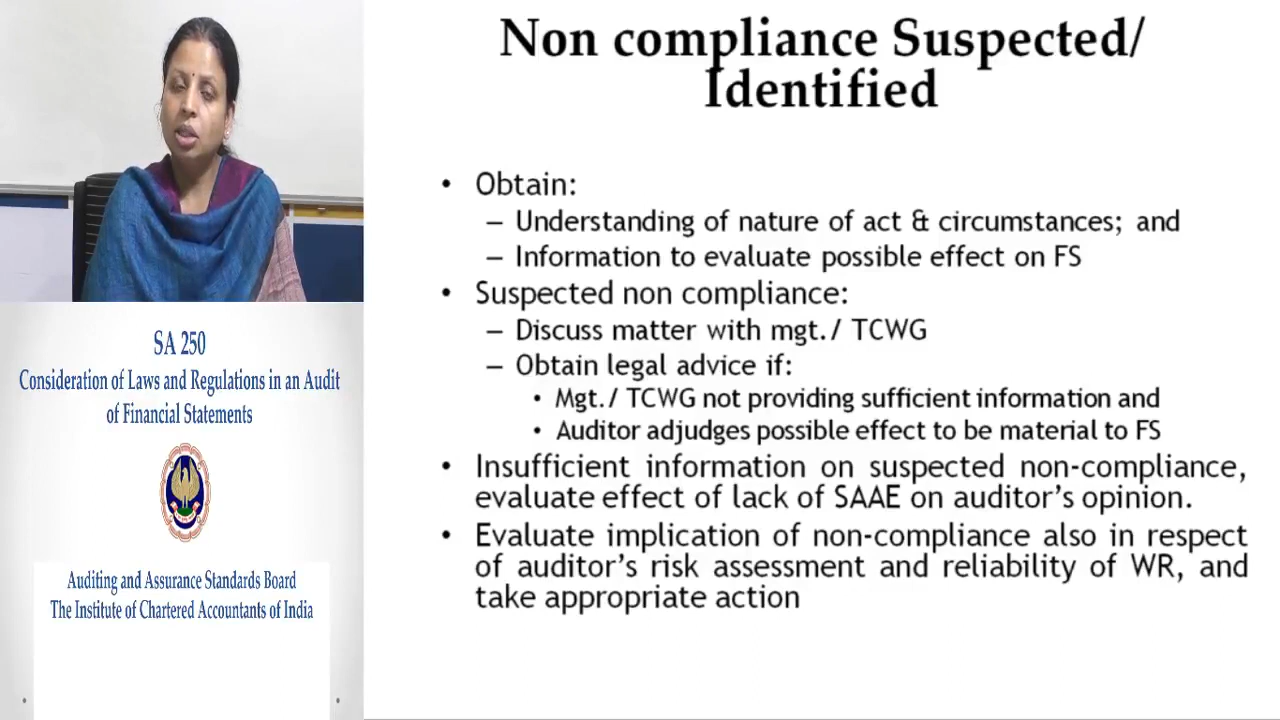 Non compliance Suspected/
Identified
• Obtain:
– Understanding of nature of act & circumstances; and
– Information to evaluate possible effect on FS
• Suspected non compliance:
– Discuss matter with mgt./ TCWG
– Obtain legal advice if:
• Mgt./ TCWG not providing sufficient information and
• Auditor adjudges possible effect to be material to FS
• Insufficient information on suspected non-compliance,
evaluate effect of lack of SAAE on auditor's opinion.
• Evaluate implication of non-compliance also in respect
of auditor's risk assessment and reliability of WR, and
take appropriate action
SA 250
Consideration of Laws and Regulations in an Audit
of Financial Statements
Auditing and Assurance Standards Board
The Institute of Chartered Accountants of India